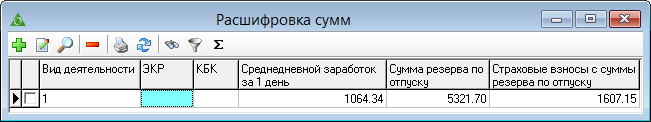 Расшифровка сумм
Σ
Вид деятельности ЭКР КБК Среднедневной заработок за 1 день Сумма резерва по отпуску Страховые взносы с суммы резерва по отпуску
1 1064.34 5321.70 1607.15